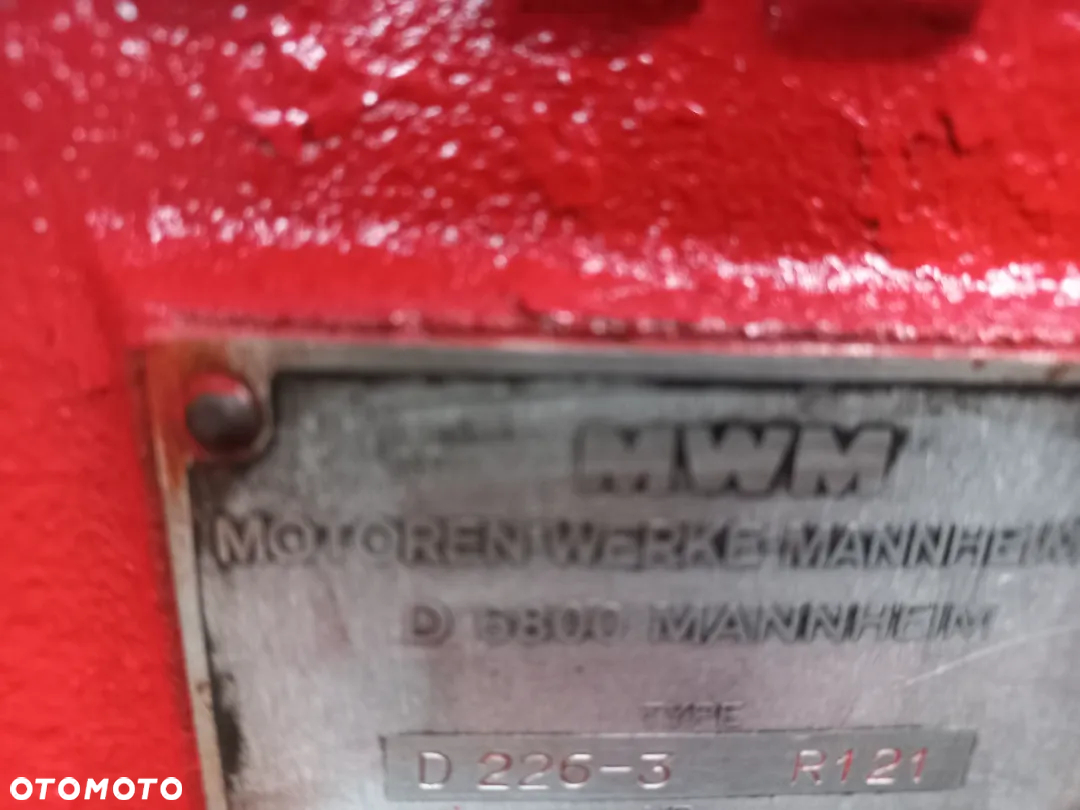 MWM
MOTOREN WERKE MANNHEIM
D 6800 MANNHEIM
TYPE
D 226-3 R121
OTOMOTO